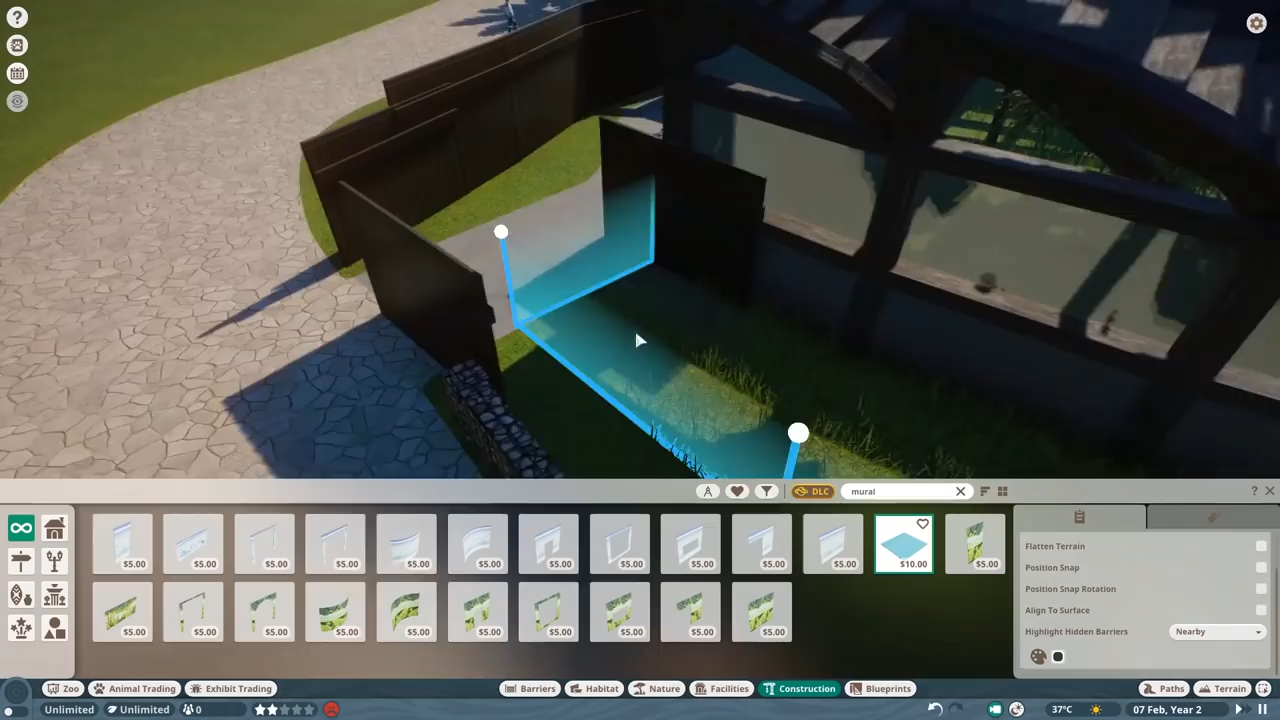 ?
DLC
mural
?
$5.00 $5.00 $5.00 $5.00 $5.00 $5.00 $5.00 $5.00 $5.00 $5.00 $5.00 $10.00 $5.00
$5.00 $5.00 $5.00 $5.00 $5.00 $5.00 $5.00 $5.00 $5.00 $5.00
Flatten Terrain
Position Snap
Position Snap Rotation
Align To Surface
Highlight Hidden Barriers Nearby
Zoo Animal Trading Exhibit Trading Barriers Habitat Nature Facilities Construction Blueprints Paths Terrain
Unlimited Unlimited 0 37°C 07 Feb, Year 2